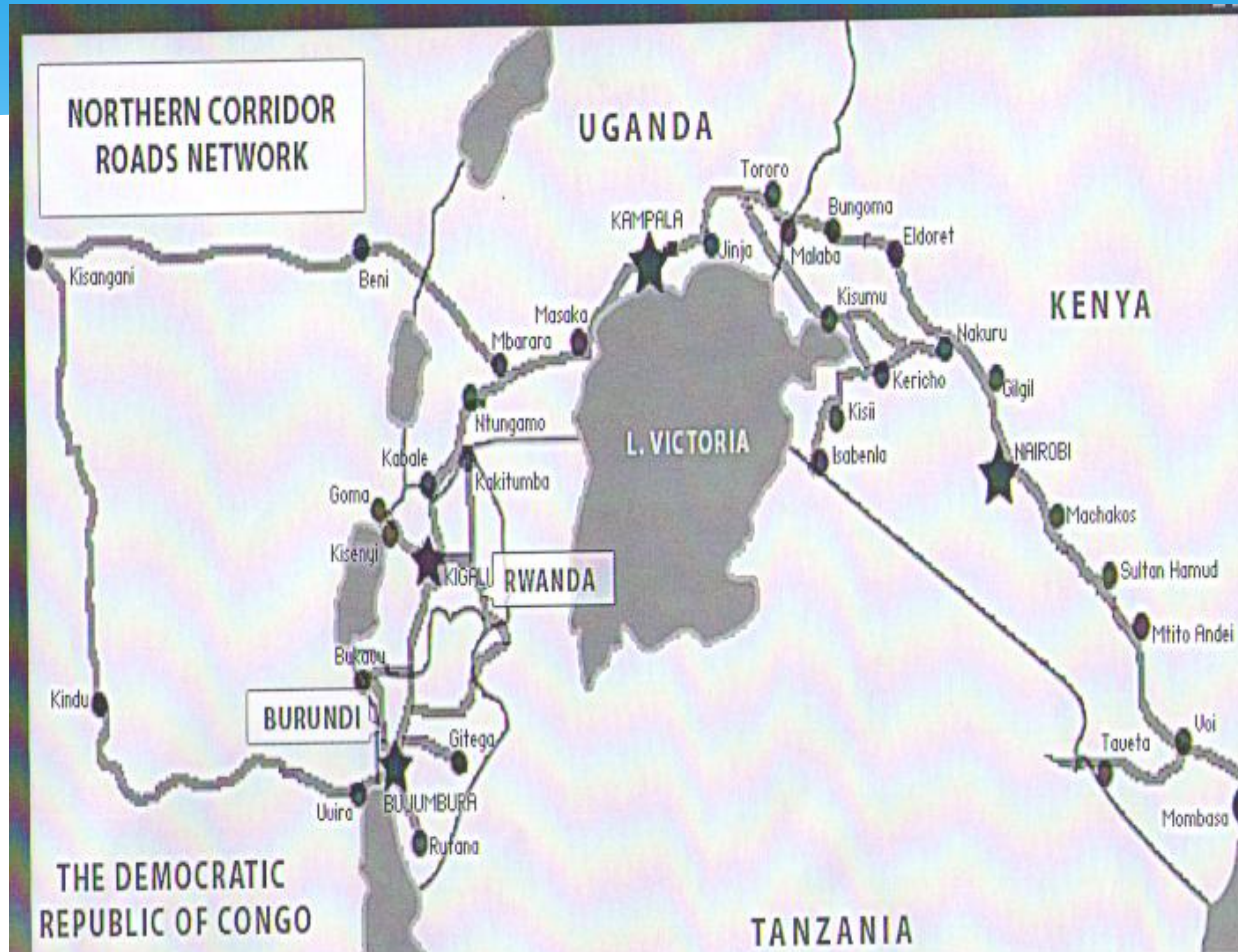 NORTHERN CORRIDOR
ROADS NETWORK
UGANDA
Tororo
KAMPALA
Bungoma
Jinja
Malaba
Eldoret
Kisangani
Beni
KENYA
Masaka
Kisumu
Mbarara
Nakuru
Kericho
Gilgil
Ntungamo
Kisii
L. VICTORIA
Isabenla
NAIROBI
Kabale
Kakitumba
Goma
Machakos
Kisenyi
KIGALI
RWANDA
Sultan Hamud
Mtito Andei
Bukavu
Kindu
BURUNDI
Gitega
Voi
Taveta
BUJUMBURA
Uvira
Mombasa
Rutana
THE DEMOCRATIC
REPUBLIC OF CONGO
TANZANIA